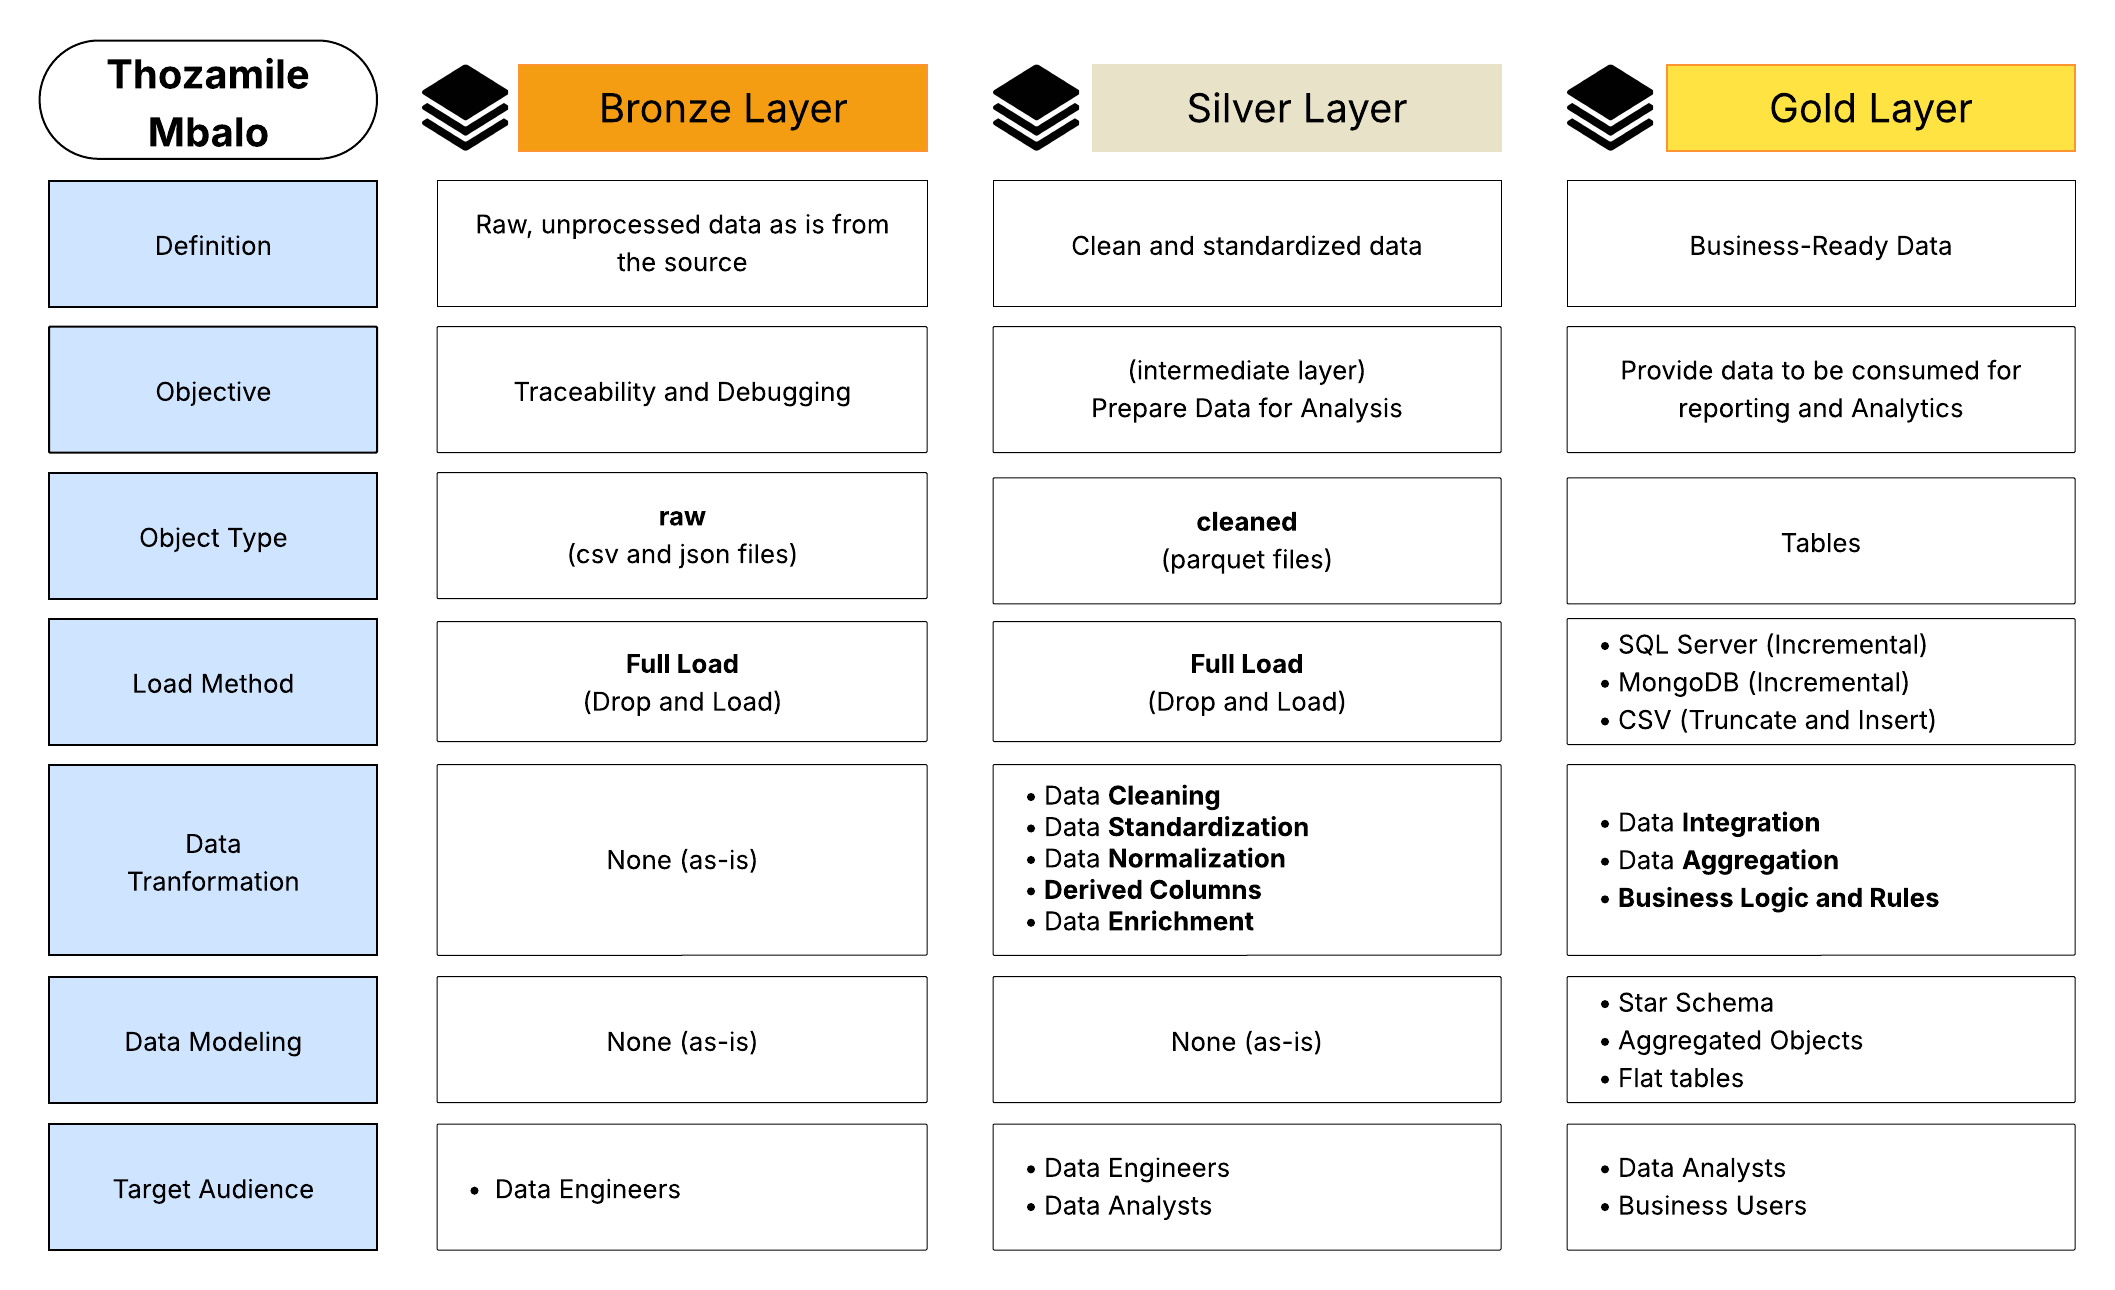 Thozamile
Mbalo
Bronze Layer
Silver Layer
Gold Layer
Definition
Raw, unprocessed data as is from
the source
Clean and standardized data
Business-Ready Data
Objective
Traceability and Debugging
(intermediate layer)
Prepare Data for Analysis
Provide data to be consumed for
reporting and Analytics
Object Type
raw
(csv and json files)
cleaned
(parquet files)
Tables
Load Method
Full Load
(Drop and Load)
Full Load
(Drop and Load)
• SQL Server (Incremental)
• MongoDB (Incremental)
• CSV (Truncate and Insert)
Data
Tranformation
None (as-is)
• Data Cleaning
• Data Standardization
• Data Normalization
• Derived Columns
• Data Enrichment
• Data Integration
• Data Aggregation
• Business Logic and Rules
Data Modeling
None (as-is)
None (as-is)
• Star Schema
• Aggregated Objects
• Flat tables
Target Audience
• Data Engineers
• Data Engineers
• Data Analysts
• Data Analysts
• Business Users